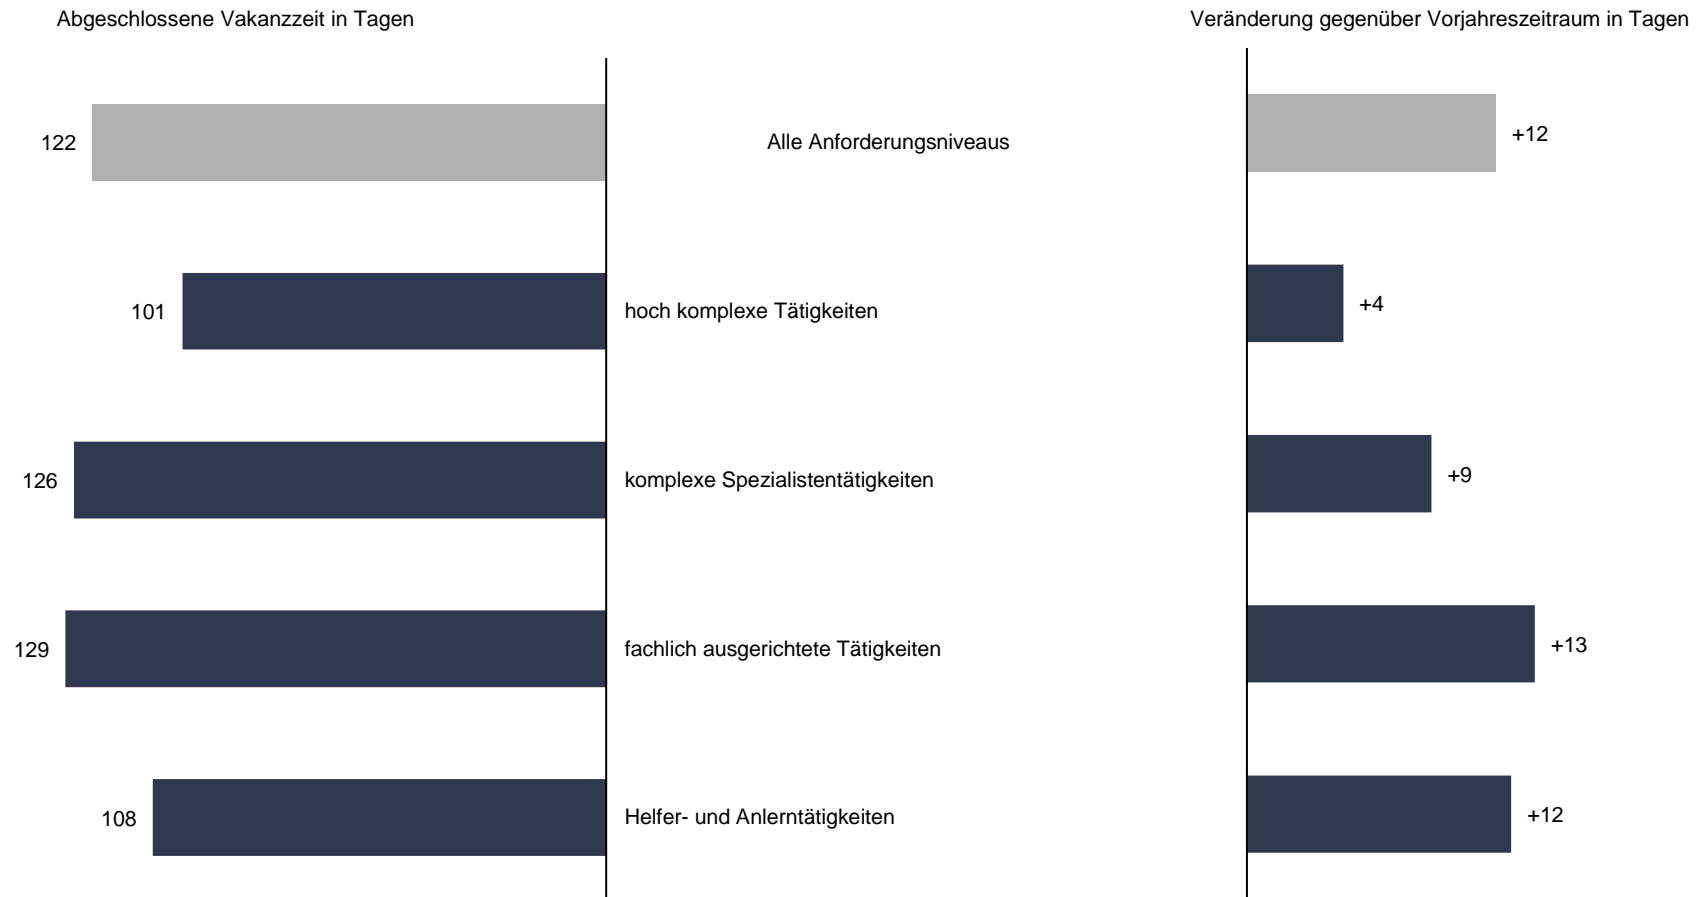 Abgeschlossene Vakanzzeit in Tagen
Veränderung gegenüber Vorjahreszeitraum in Tagen
122
Alle Anforderungsniveaus
+12
101
hoch komplexe Tätigkeiten
+4
126
komplexe Spezialistentätigkeiten
+9
129
fachlich ausgerichtete Tätigkeiten
+13
108
Helfer- und Anlerntätigkeiten
+12